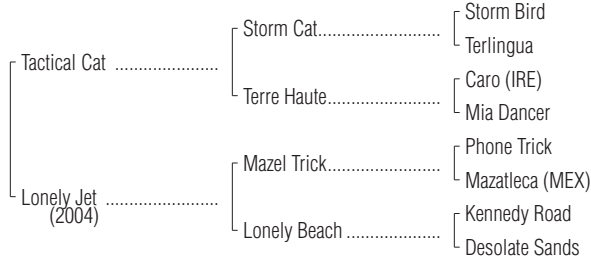 Storm Bird
Storm Cat
Terlingua
Tactical Cat
Caro (IRE)
Terre Haute
Mia Dancer
Phone Trick
Mazel Trick
Mazatleca (MEX)
Lonely Jet
(2004)
Kennedy Road
Lonely Beach
Desolate Sands